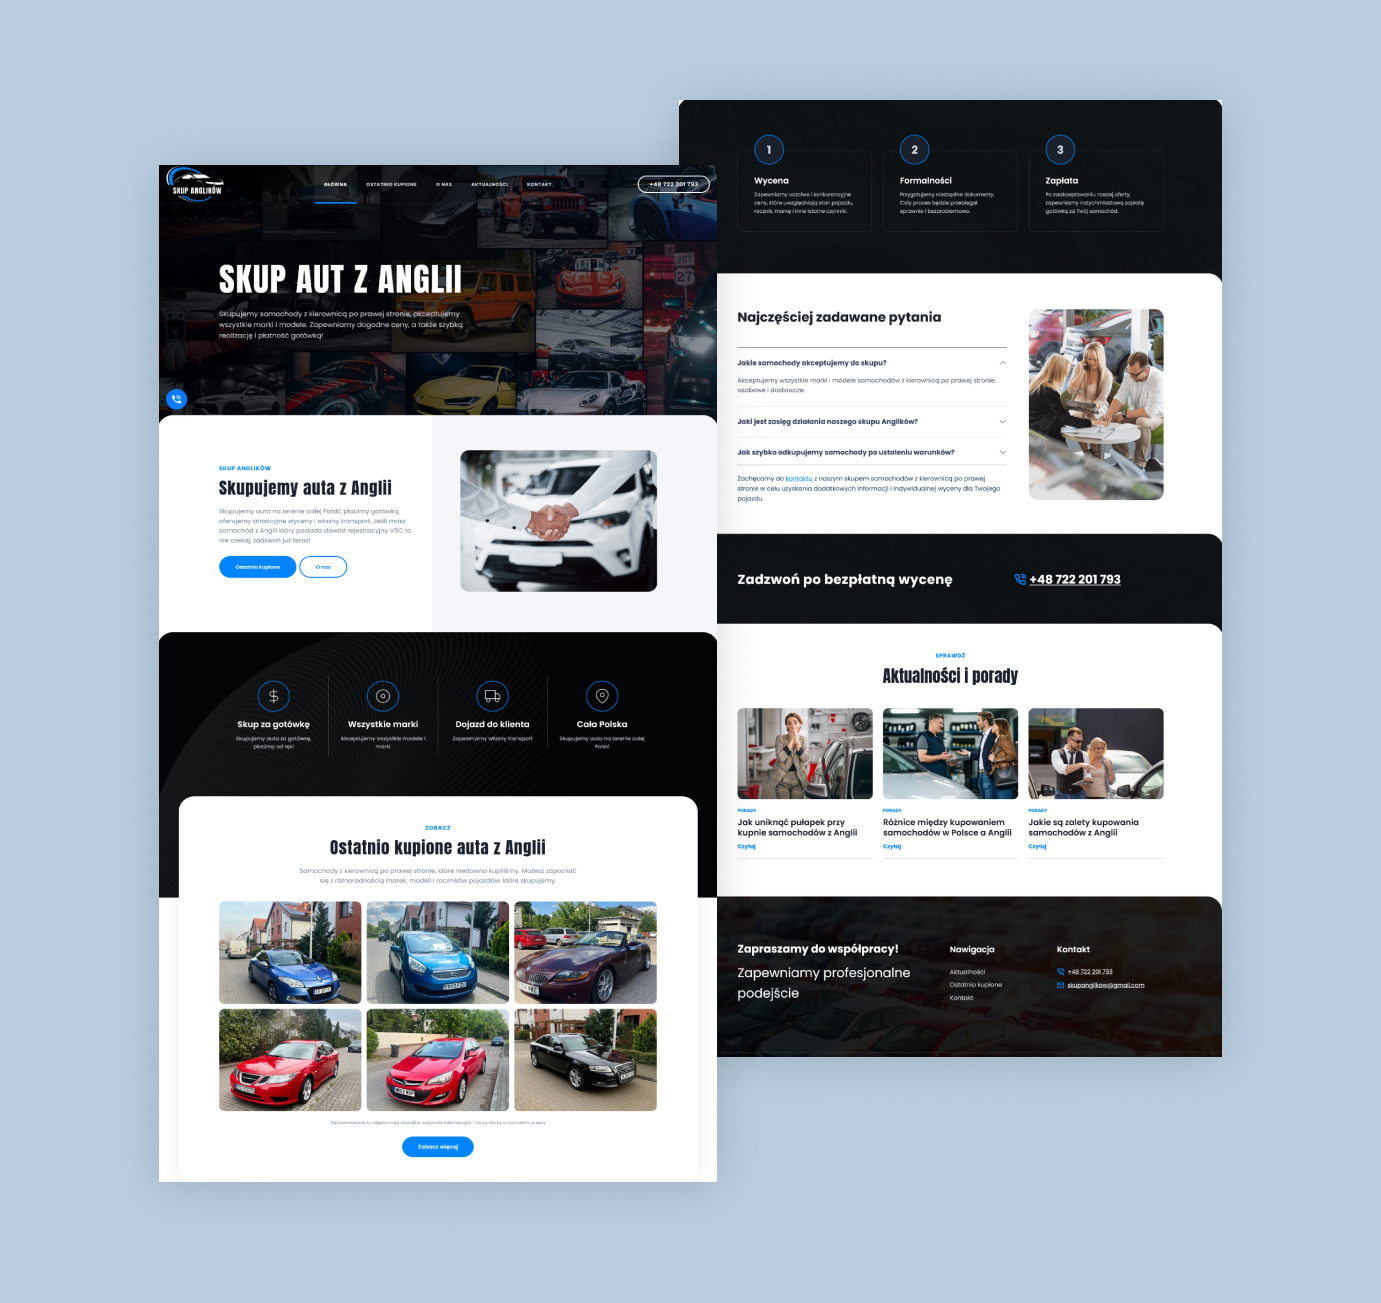 SKUP ANGLIKÓW
GŁÓWNA
OSTATNIO KUPIONE
O NAS
AKTUALNOŚCI
KONTAKT
+48 722 201 793
SKUP AUT Z ANGLII
Skupujemy samochody z kierownicą po prawej stronie, akceptujemy
wszystkie marki i modele. Zapewniamy dogodne ceny, a także szybką
realizację i płatność gotówką!
SKUP ANGLIKÓW
Skupujemy auta z Anglii
Skupujemy auta na terenie całej Polski, płacimy gotówką,
oferujemy atrakcyjne wyceny i własny transport. Jeśli masz
samochód z Anglii który posiada dowód rejestracyjny V5C to
nie czekaj, zadzwoń już teraz!
Ostatnio kupione
O nas
Skup za gotówkę
Skupujemy auta za gotówkę,
płacimy od ręki
Wszystkie marki
Akceptujemy wszystkie modele i
marki
Dojazd do klienta
Zapewniamy własny transport
Cała Polska
Skupujemy auta na terenie całej
Polski
ZOBACZ
Ostatnio kupione auta z Anglii
Samochody z kierownicą po prawej stronie, które niedawno kupiliśmy. Możesz zapoznać
się z różnorodnością marek, modeli i roczników pojazdów, które skupujemy.
Zaprezentowane tu zdjęcia mają charakter wyłącznie informacyjny i nie są ofertą w rozumieniu prawa.
Zobacz więcej
1
Wycena
Zapewniamy uczciwe i konkurencyjne
ceny, które uwzględniają stan pojazdu,
rocznik, markę i inne istotne czynniki.
2
Formalności
Przygotujemy niezbędne dokumenty.
Cały proces będzie przebiegał
sprawnie i bezproblemowo.
3
Zapłata
Po zaakceptowaniu naszej oferty,
zapewniamy natychmiastową zapłatę
gotówką za Twój samochód.
Najczęściej zadawane pytania
Jakie samochody akceptujemy do skupu?
Akceptujemy wszystkie marki i modele samochodów z kierownicą po prawej stronie,
osobowe i dostawcze.
Jaki jest zasięg działania naszego skupu Anglików?
Jak szybko odkupujemy samochody po ustaleniu warunków?
Zachęcamy do kontaktu z naszym skupem samochodów z kierownicą po prawej
stronie w celu uzyskania dodatkowych informacji i indywidualnej wyceny dla Twojego
pojazdu.
Zadzwoń po bezpłatną wycenę
+48 722 201 793
SPRAWDŹ
Aktualności i porady
PORADY
Jak uniknąć pułapek przy
kupnie samochodów z Anglii
Czytaj
PORADY
Różnice między kupowaniem
samochodów w Polsce a Anglii
Czytaj
PORADY
Jakie są zalety kupowania
samochodów z Anglii
Czytaj
Zapraszamy do współpracy!
Zapewniamy profesjonalne
podejście
Nawigacja
Aktualności
Ostatnio kupione
Kontakt
Kontakt
+48 722 201 793
skupanglikow@gmail.com